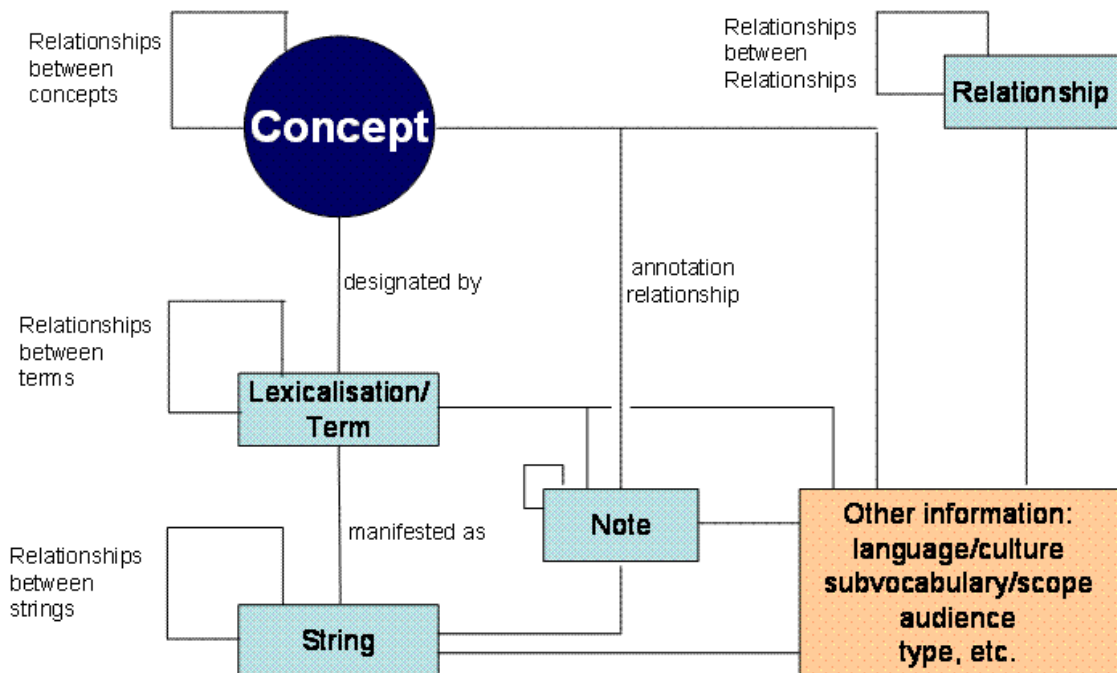 Relationships
between
concepts
Concept
Relationships
between
Relationships
Relationship
designated by
annotation
relationship
Relationships
between
terms
Lexicalisation/
Term
manifested as
Note
Relationships
between
strings
String
Other information:
language/culture
subvocabulary/scope
audience
type, etc.